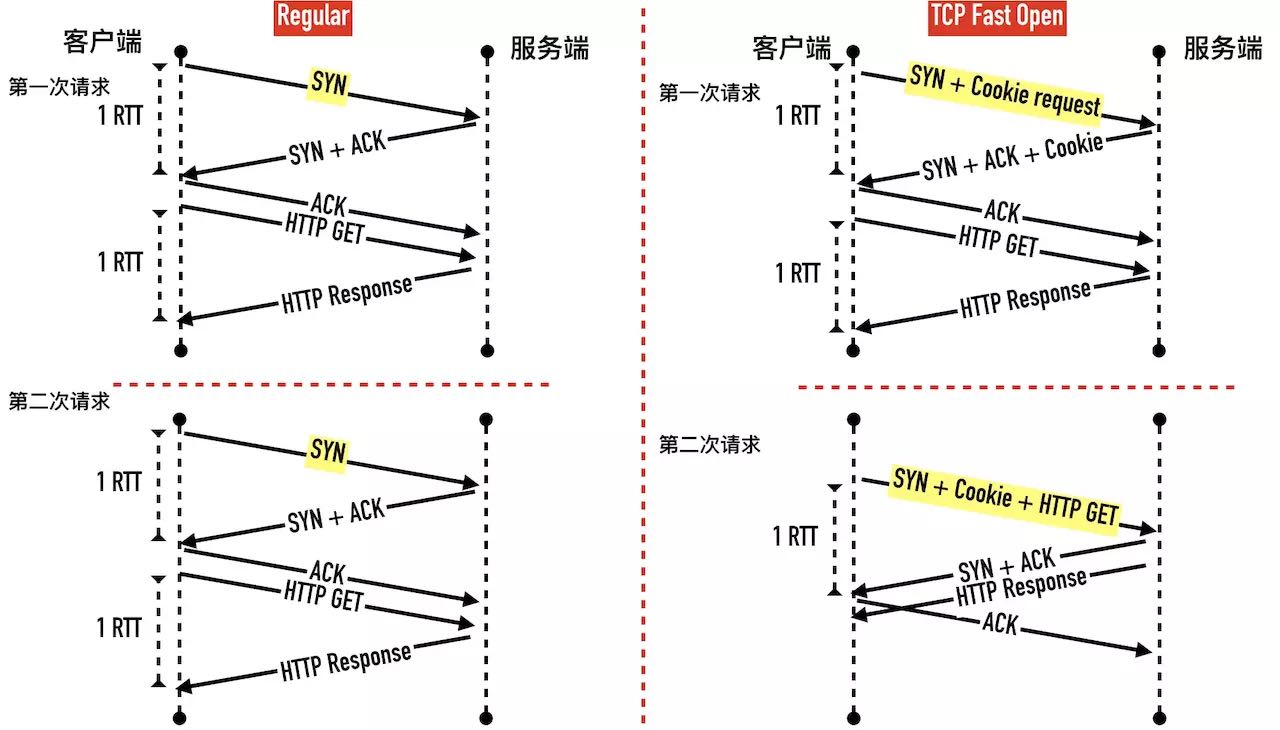 Regular
客户端
服务端
第一次请求
1 RTT
SYN
SYN + ACK
ACK
HTTP GET
1 RTT
HTTP Response
第二次请求
1 RTT
SYN
SYN + ACK
ACK
HTTP GET
1 RTT
HTTP Response
TCP Fast Open
客户端
服务端
第一次请求
1 RTT
SYN + Cookie request
SYN + ACK + Cookie
ACK
HTTP GET
1 RTT
HTTP Response
第二次请求
SYN + Cookie + HTTP GET
1 RTT
SYN + ACK
HTTP Response
ACK